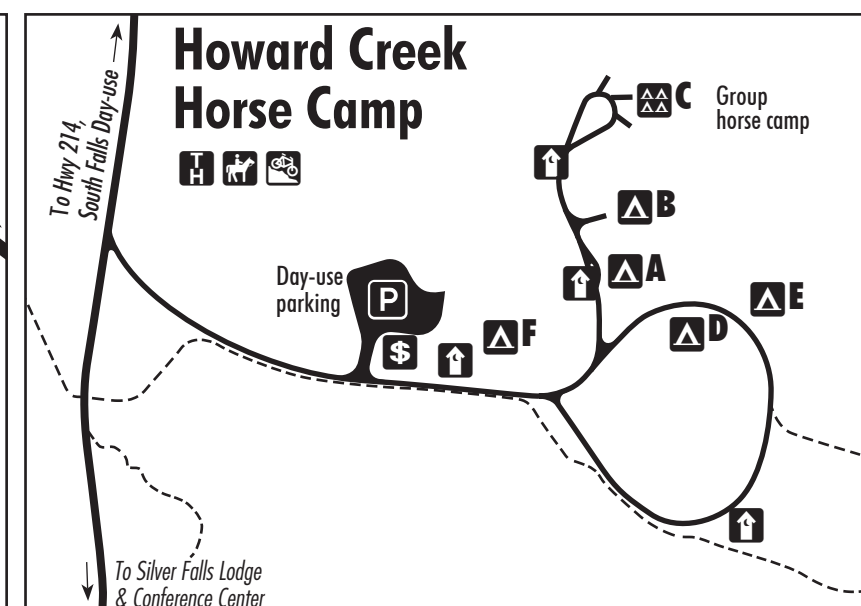 Howard Creek
Horse Camp
T
H
To Hwy 214,
South Falls Day-use
C
Group
horse camp
B
A
Day-use
parking
P
$
F
E
D
To Silver Falls Lodge
& Conference Center